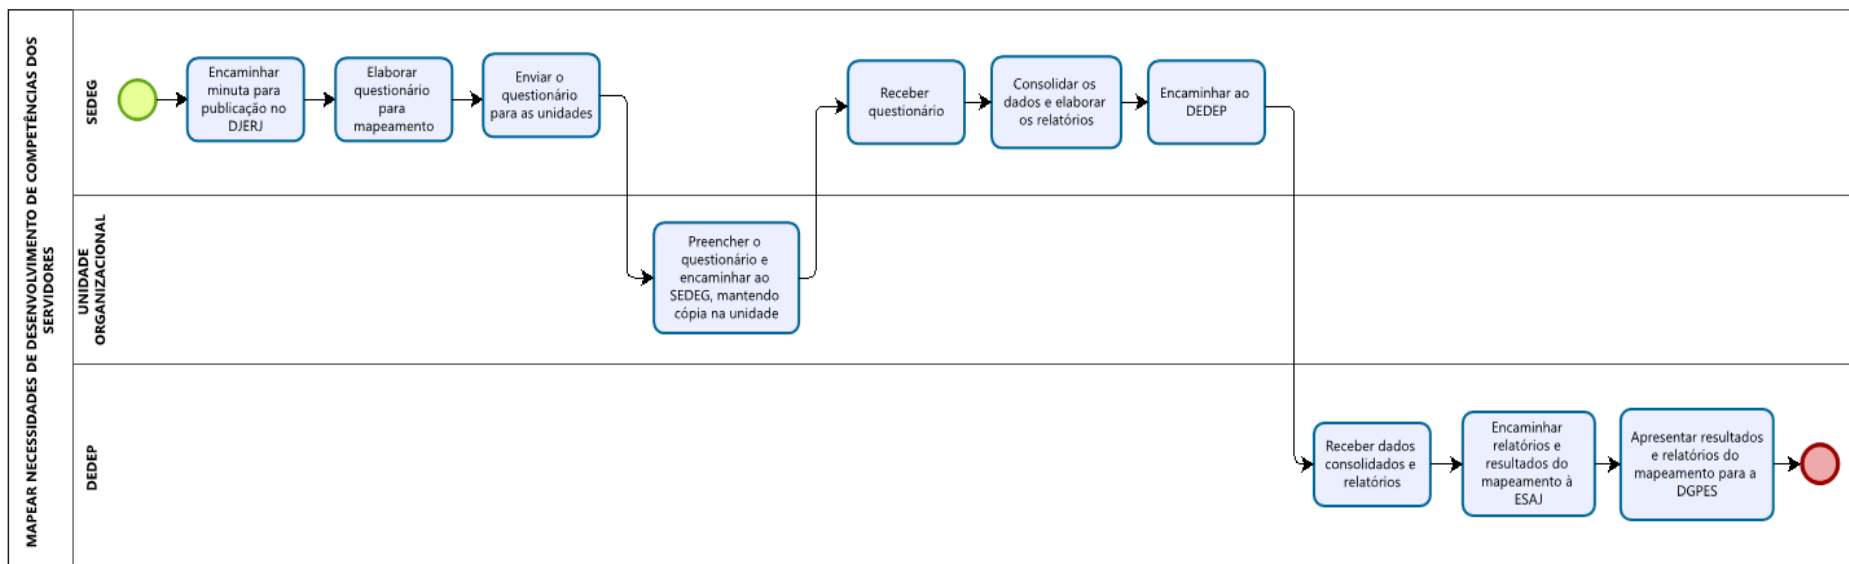 MAPEAR NECESSIDADES DE DESENVOLVIMENTO DE COMPETÊNCIAS DOS
SERVIDORES
SEDEG
Encaminhar
minuta para
publicação no
DJERJ
Elaborar
questionário
para
mapeamento
Enviar o
questionário
para as unidades
Receber
questionário
Consolidar os
dados e elaborar
os relatórios
Encaminhar ao
DEDEP
UNIDADE
ORGANIZACIONAL
Preencher o
questionário e
encaminhar ao
SEDEG, mantendo
cópia na unidade
DEDEP
Receber dados
consolidados e
relatórios
Encaminhar
relatórios e
resultados do
mapeamento à
ESAJ
Apresentar resultados
e relatórios do
mapeamento para a
DGPES